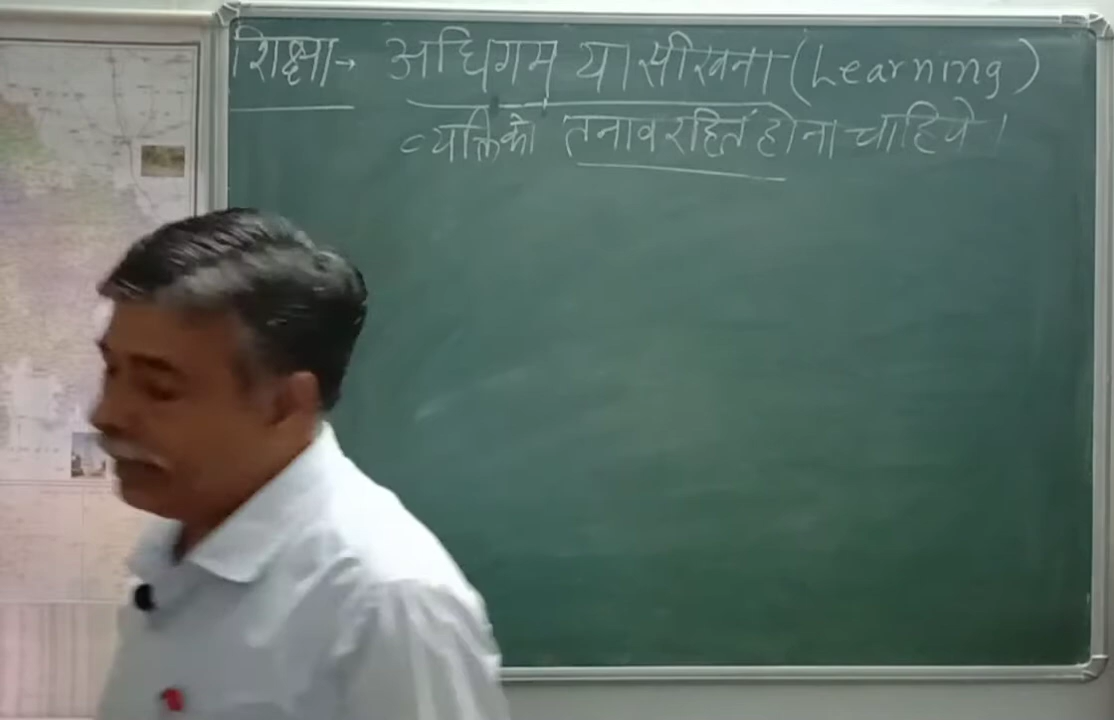 शिक्षा→ अधिगम या सीखना (Learning)
व्यक्ति को तनाव रहित होना चाहिये।